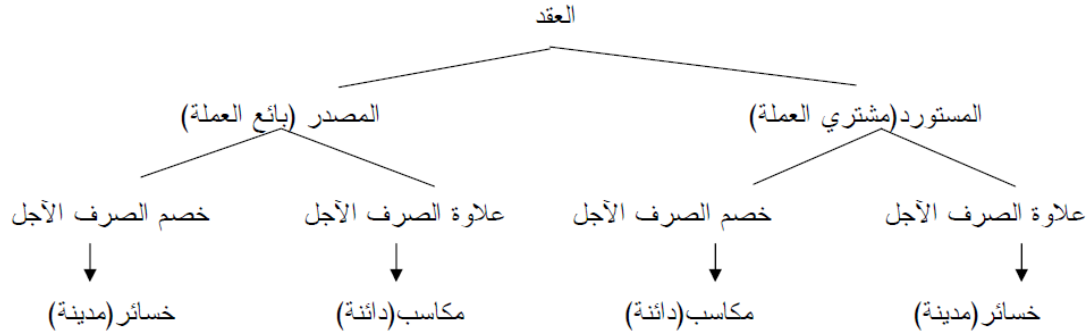 العقد
المستورد(مشتري العملة)
المصدر (بائع العملة)
علاوة الصرف الآجل
خصم الصرف الآجل
علاوة الصرف الآجل
خصم الصرف الآجل
خسائر(مدينة)
مكاسب(دائنة)
مكاسب(دائنة)
خسائر(مدينة)